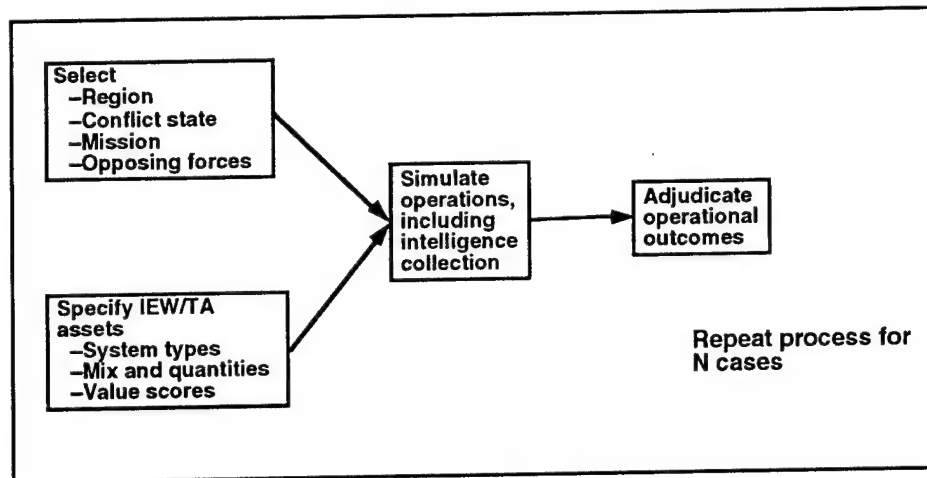 Select
–Region
–Conflict state
–Mission
–Opposing forces
Specify IEW/TA
assets
–System types
–Mix and quantities
–Value scores
Simulate
operations,
including
intelligence
collection
Adjudicate
operational
outcomes
Repeat process for
N cases